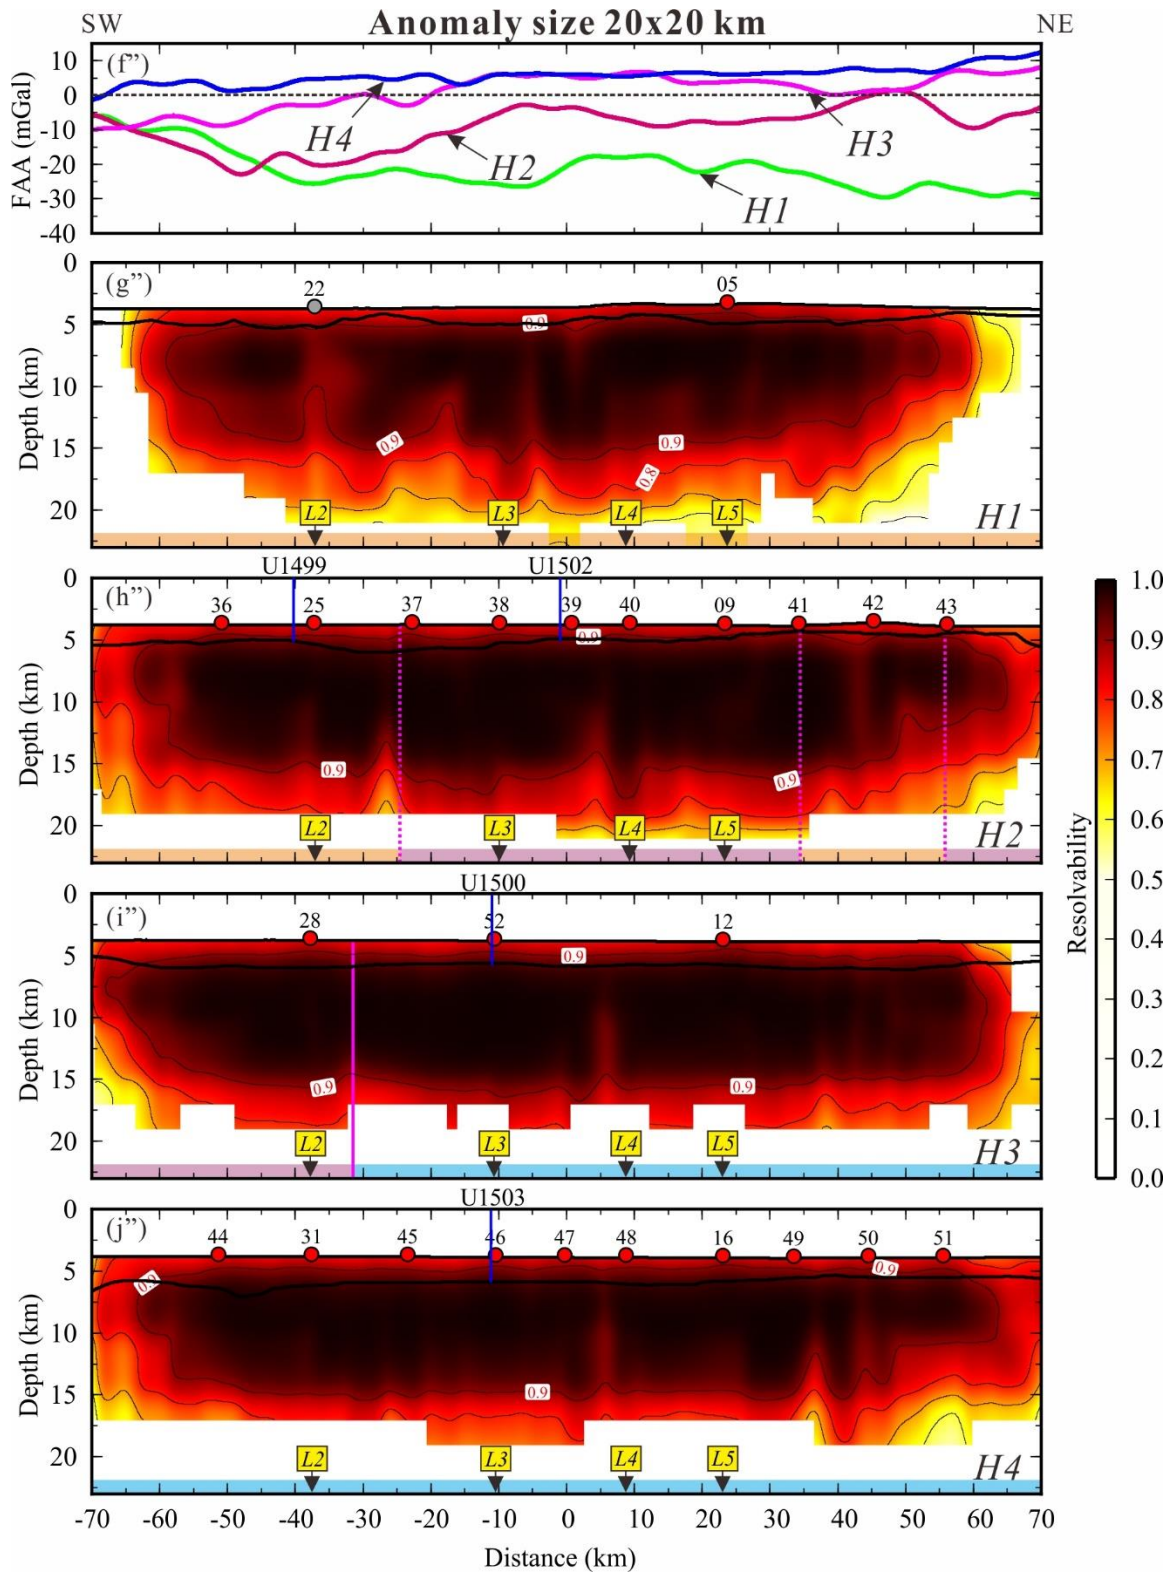 SW Anomaly size 20x20 km NE
(f”)
FAA (mGal)
10
0
-10
-20
-30
-40
H4
H2
H3
H1
(g”)
22 05
Depth (km)
0
5
10
15
20
0.9
0.9 0.9
0.8
L2 L3 L4 L5
H1
U1499 U1502
(h”)
36 25 37 38 39 40 09 41 42 43
Depth (km)
0
5
10
15
20
0.9
0.9 0.9
L2 L3 L4 L5
H2
U1500
(i”)
28 52 12
Depth (km)
0
5
10
15
20
0.9
0.9 0.9
L2 L3 L4 L5
H3
U1503
(j”)
44 31 45 46 47 48 16 49 50 51
Depth (km)
0
5
10
15
20
0.9 0.9
0.9
L2 L3 L4 L5
H4
-70 -60 -50 -40 -30 -20 -10 0 10 20 30 40 50 60 70
Distance (km)
Resolvability
1.0
0.9
0.8
0.7
0.6
0.5
0.4
0.3
0.2
0.1
0.0